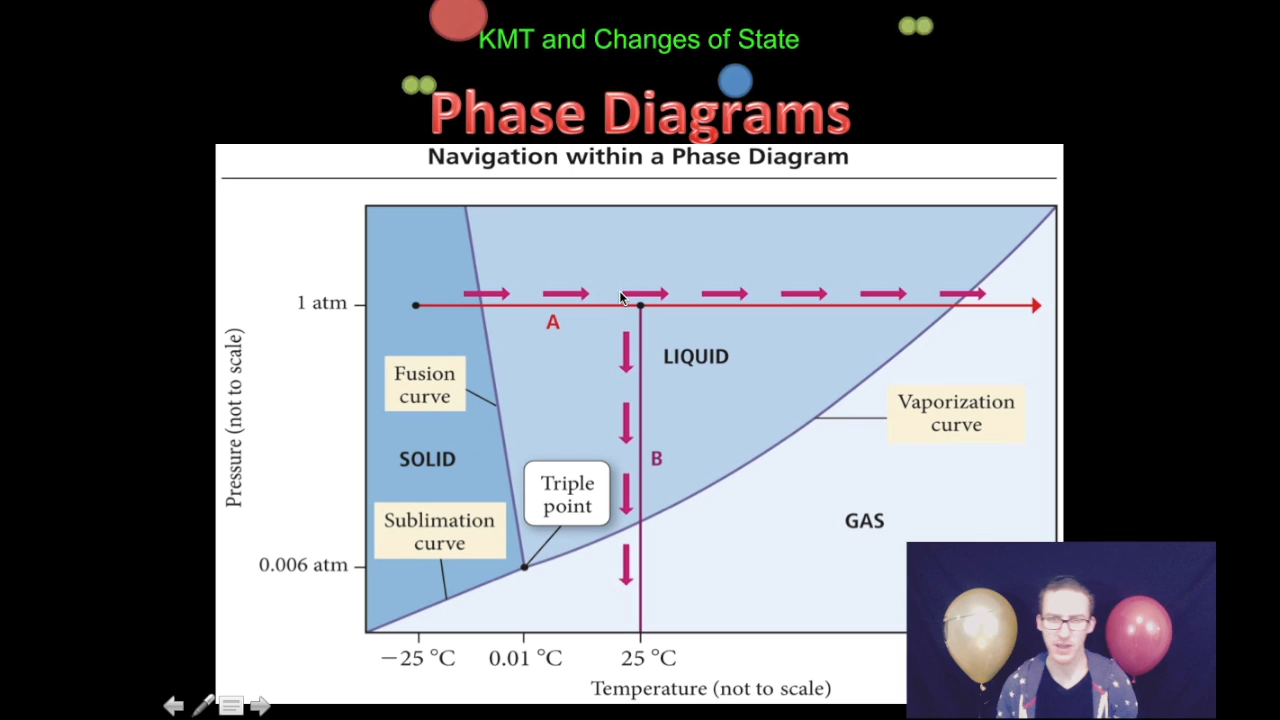 KMT and Changes of State
Phase Diagrams
Navigation within a Phase Diagram
1 atm
A
LIQUID
Fusion
curve
Vaporization
curve
Pressure (not to scale)
SOLID
B
Triple
point
Sublimation
curve
GAS
0.006 atm
−25 °C
0.01 °C
25 °C
Temperature (not to scale)